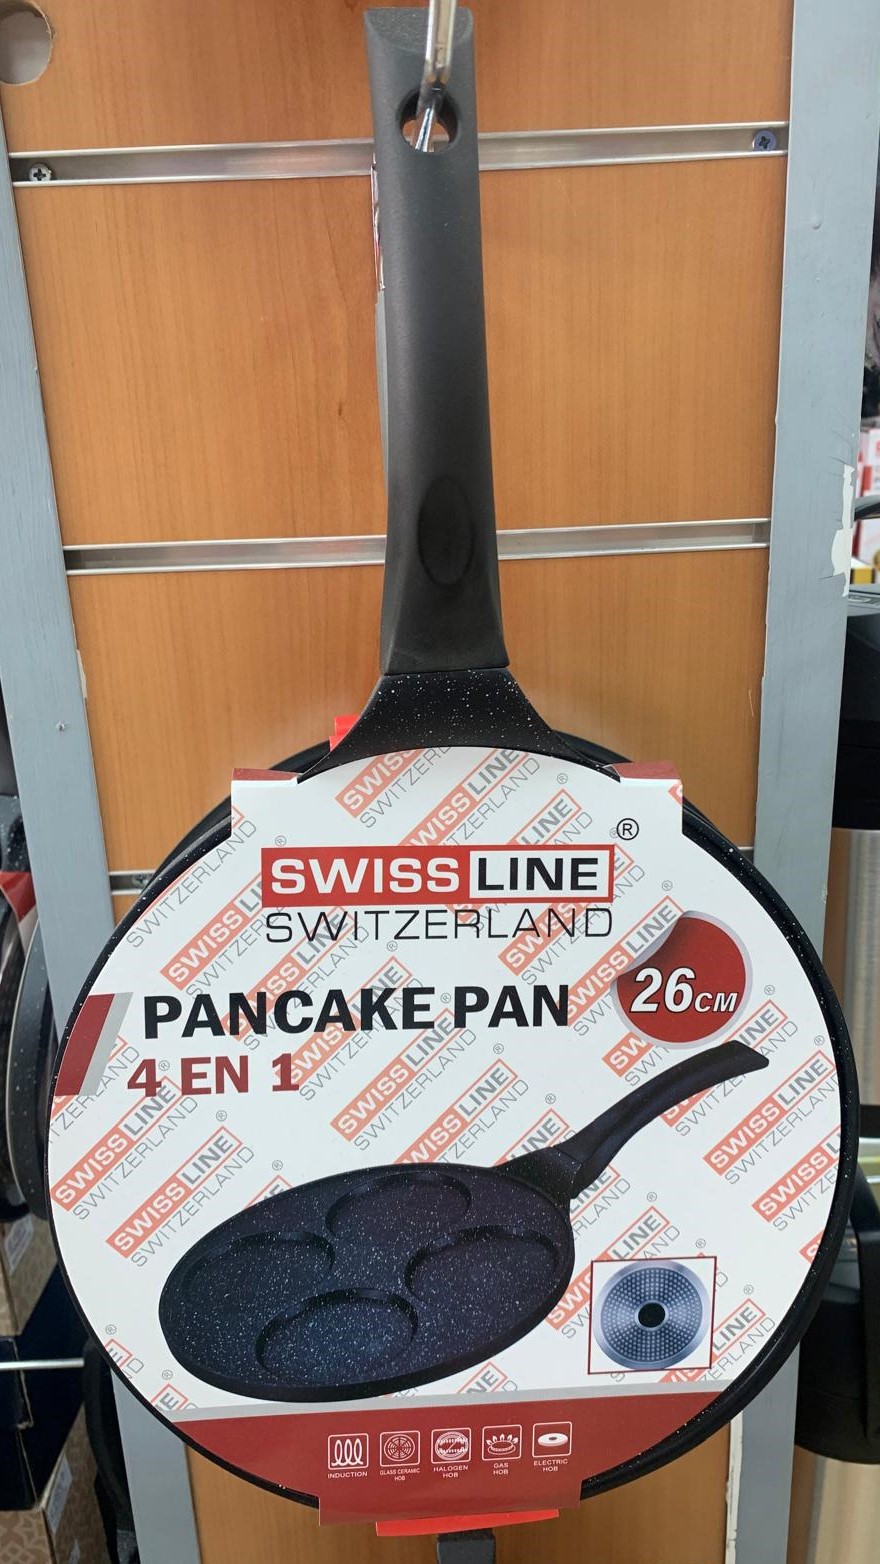 SWISS LINE ®
SWITZERLAND
PANCAKE PAN
26CM
4 EN 1
INDUCTION
GLASS CERAMIC
HOB
HALOGEN
HOB
GAS
HOB
ELECTRIC
HOB